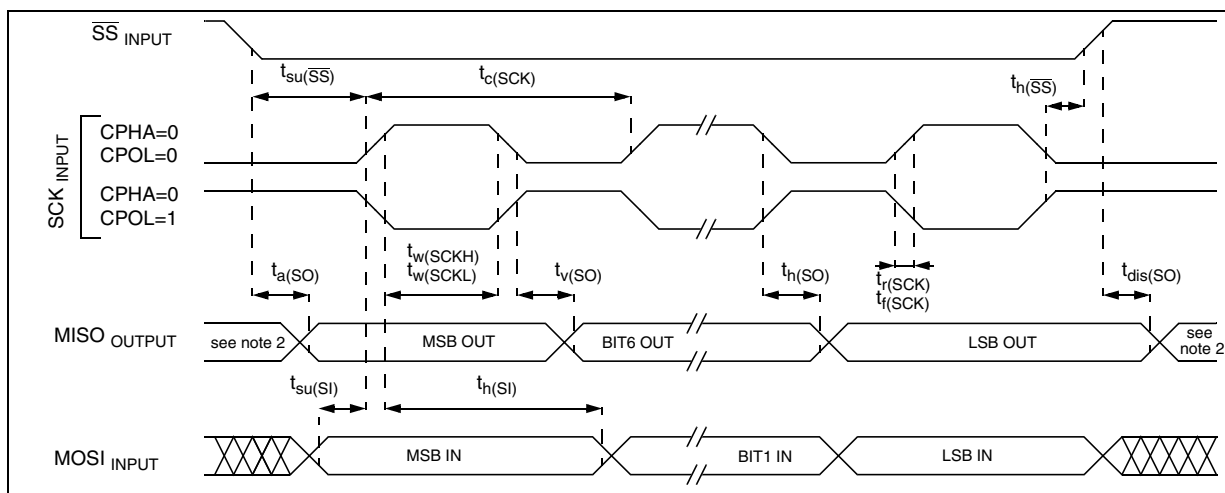 SS INPUT
tsu(SS)
tc(SCK)
th(SS)
SCK INPUT
CPHA=0
CPOL=0
CPHA=0
CPOL=1
ta(SO)
tw(SCKH)
tw(SCKL)
tv(SO)
th(SO)
tr(SCK)
tf(SCK)
tdis(SO)
MISO OUTPUT
see note 2
MSB OUT
BIT6 OUT
LSB OUT
see
note 2
tsu(SI)
th(SI)
MOSI INPUT
MSB IN
BIT1 IN
LSB IN